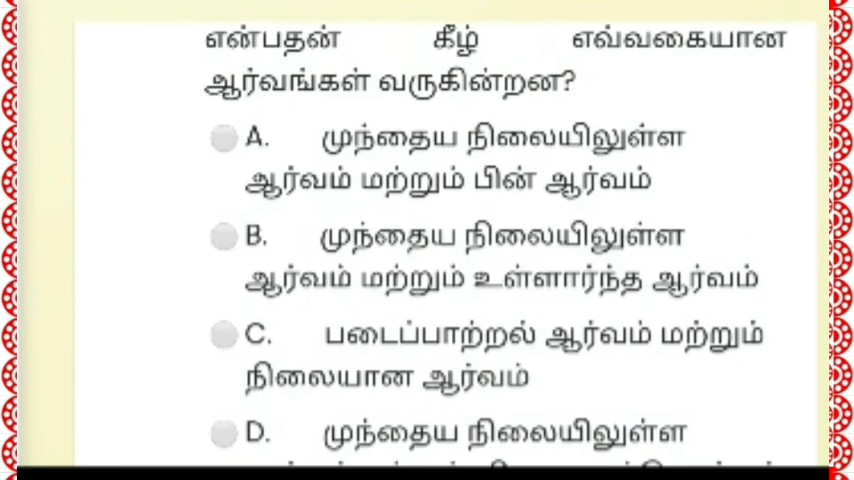 என்பதன் கீழ் எவ்வகையான
ஆர்வங்கள் வருகின்றன?
A. முந்தைய நிலையிலுள்ள
ஆர்வம் மற்றும் பின் ஆர்வம்
B. முந்தைய நிலையிலுள்ள
ஆர்வம் மற்றும் உள்ளார்ந்த ஆர்வம்
C. படைப்பாற்றல் ஆர்வம் மற்றும்
நிலையான ஆர்வம்
D. முந்தைய நிலையிலுள்ள